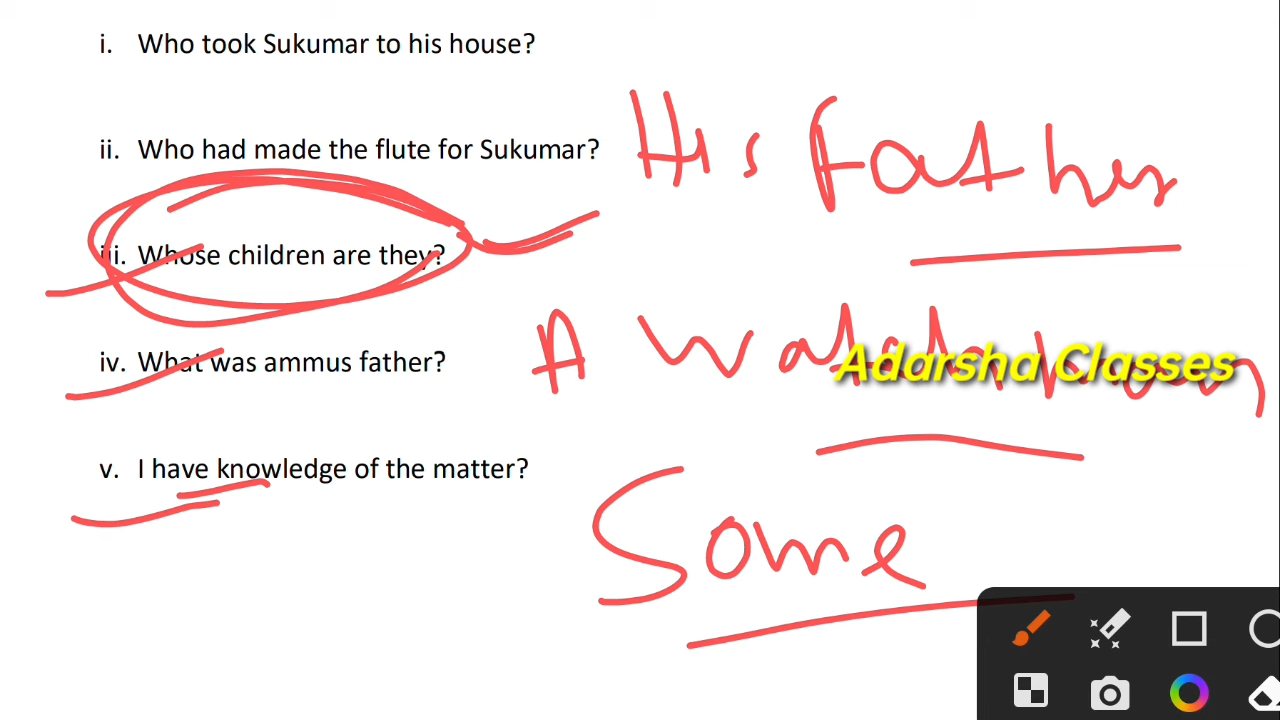 i. Who took Sukumar to his house?
ii. Who had made the flute for Sukumar?
His Father
iii. Whose children are they?
iv. What was ammus father?
A
Adarsha Classes
v. I have knowledge of the matter?
Some